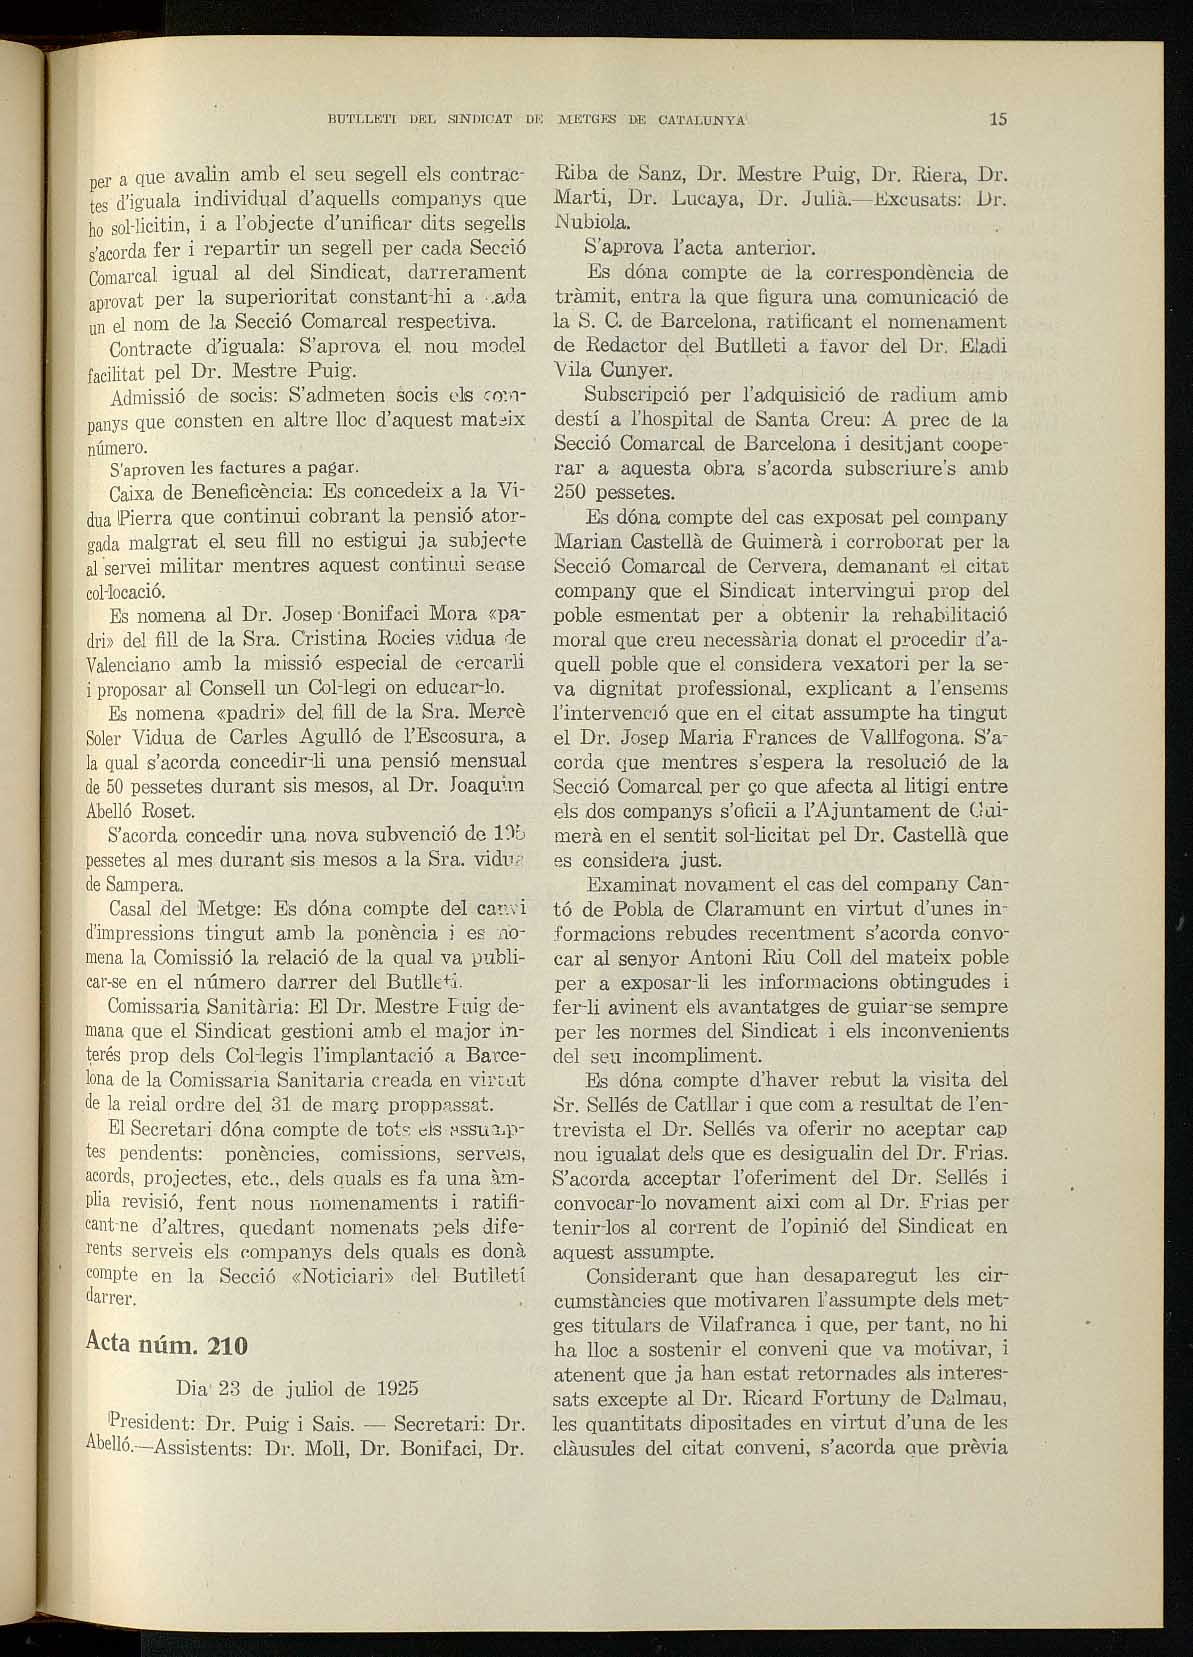 BUTLLETI DEL SINDICAT DE METGES DE CATALUNYA
15
per a que avalin amb el seu segell els contrac-
tes d'iguala individual d'aquells companys que
ho sol·licitin, i a l'objecte d'unificar dits segells
s'acorda fer i repartir un segell per cada Secció
Comarcal igual al del Sindicat, darrerament
aprovat per la superioritat constant-hi a cada
un el nom de la Secció Comarcal respectiva.
Contracte d'iguala: S'aprova el nou model
facilitat pel Dr. Mestre Puig.
Admissió de socis: S'admeten socis els com-
panys que consten en altre lloc d'aquest mateix
número.
S'aproven les factures a pagar.
Caixa de Beneficència: Es concedeix a la Vi-
dua Pierra que continui cobrant la pensió ator-
gada malgrat el seu fill no estigui ja subjecte
al servei militar mentres aquest continui sense
col·locació.
Es nomena al Dr. Josep Bonifaci Mora «pa-
dri» del fill de la Sra. Cristina Rocies vidua de
Valenciano amb la missió especial de cercarli
i proposar al Consell un Col·legi on educar-lo.
Es nomena «padri» del fill de la Sra. Mercè
Soler Vidua de Carles Agulló de l'Escosura, a
la qual s'acorda concedir-li una pensió mensual
de 50 pessetes durant sis mesos, al Dr. Joaquim
Abelló Roset.
S'acorda concedir una nova subvenció de
pessetes al mes durant sis mesos a la Sra. vidua
de Sampera.
Casal del Metge: Es dóna compte del canvi
d'impressions tingut amb la ponència i es no-
mena la Comissió la relació de la qual va publi-
car-se en el número darrer del Butlletí.
Comissaria Sanitària: El Dr. Mestre Puig de-
mana que el Sindicat gestioni amb el major in-
terés prop dels Col·legis l'implantació a Barce-
lona de la Comissaria Sanitaria creada en virtut
de la reial ordre del 31 de març proppassat.
El Secretari dóna compte de tots els assump-
tes pendents: ponències, comissions, serveis,
acords, projectes, etc., dels quals es fa una àm-
plia revisió, fent nous nomenaments i ratifi-
cant-ne d'altres, quedant nomenats pels dife-
rents serveis els companys dels quals es donà
compte en la Secció «Noticiari» del Butlletí
darrer.
Acta núm. 210
Dia 23 de juliol de 1925
President: Dr. Puig i Sais. — Secretari: Dr.
Abelló.—Assistents: Dr. Moll, Dr. Bonifaci, Dr.
Riba de Sanz, Dr. Mestre Puig, Dr. Riera, Dr.
Marti, Dr. Lucaya, Dr. Julià.—Excusats: Dr.
Nubiola.
S'aprova l'acta anterior.
Es dóna compte de la correspondència de
tràmit, entra la que figura una comunicació de
la S. C. de Barcelona, ratificant el nomenament
de Redactor del Butlleti a favor del Dr. Eladi
Vila Cunyer.
Subscripció per l'adquisició de radium amb
destí a l'hospital de Santa Creu: A prec de la
Secció Comarcal de Barcelona i desitjant coope-
rar a aquesta obra s'acorda subscriure's amb
250 pessetes.
Es dóna compte del cas exposat pel company
Marian Castellà de Guimerà i corroborat per la
Secció Comarcal de Cervera, demanant el citat
company que el Sindicat intervingui prop del
poble esmentat per a obtenir la rehabilitació
moral que creu necessària donat el procedir d'a-
quell poble que el considera vexatori per la se-
va dignitat professional, explicant a l'ensems
l'intervenció que en el citat assumpte ha tingut
el Dr. Josep Maria Frances de Vallfogona. S'a-
corda que mentres s'espera la resolució de la
Secció Comarcal per ço que afecta al litigi entre
els dos companys s'oficii a l'Ajuntament de Gui-
merà en el sentit sol·licitat pel Dr. Castellà que
es considera just.
Examinat novament el cas del company Can-
tó de Pobla de Claramunt en virtut d'unes in-
formacions rebudes recentment s'acorda convo-
car al senyor Antoni Riu Coll del mateix poble
per a exposar-li les informacions obtingudes i
fer-li avinent els avantatges de guiar-se sempre
per les normes del Sindicat i els inconvenients
del seu incompliment.
Es dóna compte d'haver rebut la visita del
Sr. Sellés de Catllar i que com a resultat de l'en-
trevista el Dr. Sellés va oferir no aceptar cap
nou igualat dels que es desigualin del Dr. Frias.
S'acorda acceptar l'oferiment del Dr. Sellés i
convocar-lo novament aixi com al Dr. Frias per
tenir-los al corrent de l'opinió del Sindicat en
aquest assumpte.
Considerant que han desaparegut les cir-
cumstàncies que motivaren l'assumpte dels met-
ges titulars de Vilafranca i que, per tant, no hi
ha lloc a sostenir el conveni que va motivar, i
atenent que ja han estat retornades als interes-
sats excepte al Dr. Ricard Fortuny de Dalmau,
les quantitats dipositades en virtut d'una de les
clàusules del citat conveni, s'acorda que prèvia